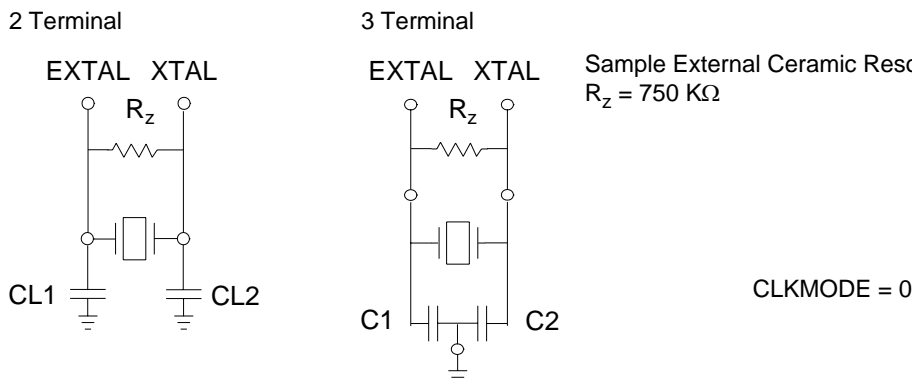 2 Terminal
EXTAL XTAL
Rz
CL1
CL2
3 Terminal
EXTAL XTAL
Rz
C1
C2
Sample External Ceramic
Rz = 750 KΩ
CLKMODE = 0